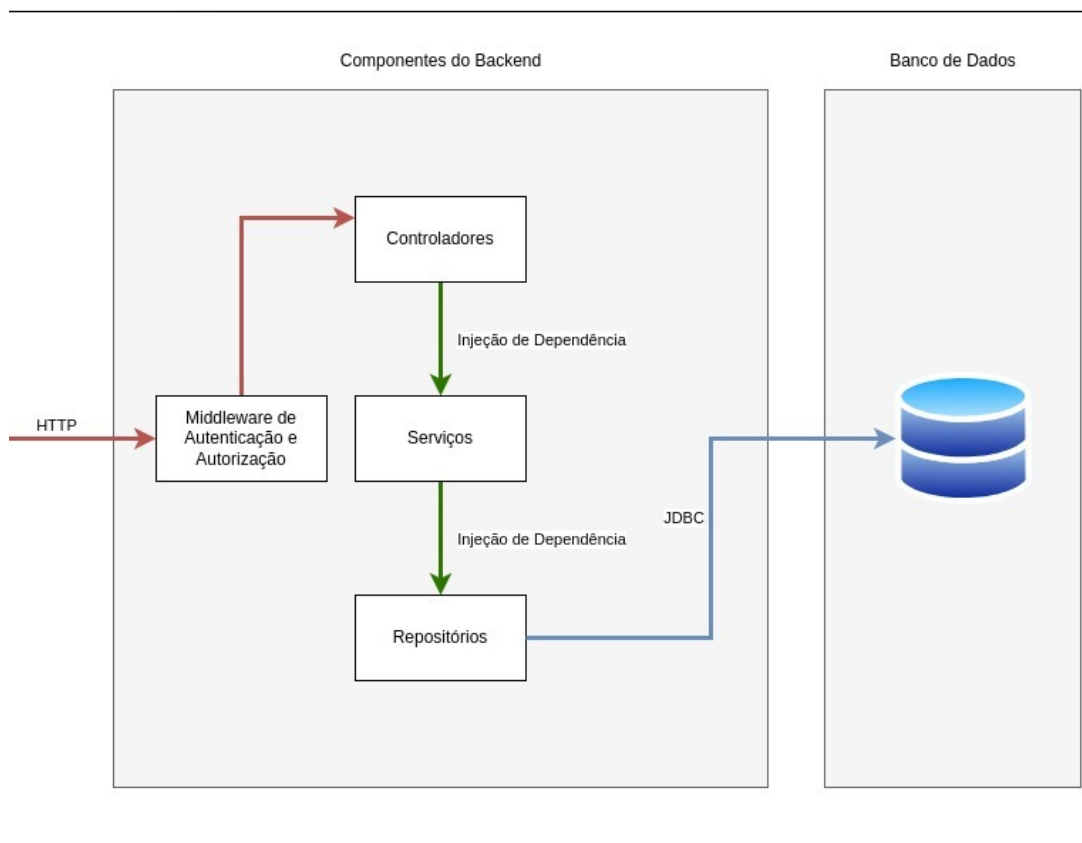 Componentes do Backend
Banco de Dados
Controladores
Injeção de Dependência
HTTP
Middleware de
Autenticação e
Autorização
Serviços
JDBC
Injeção de Dependência
Repositórios